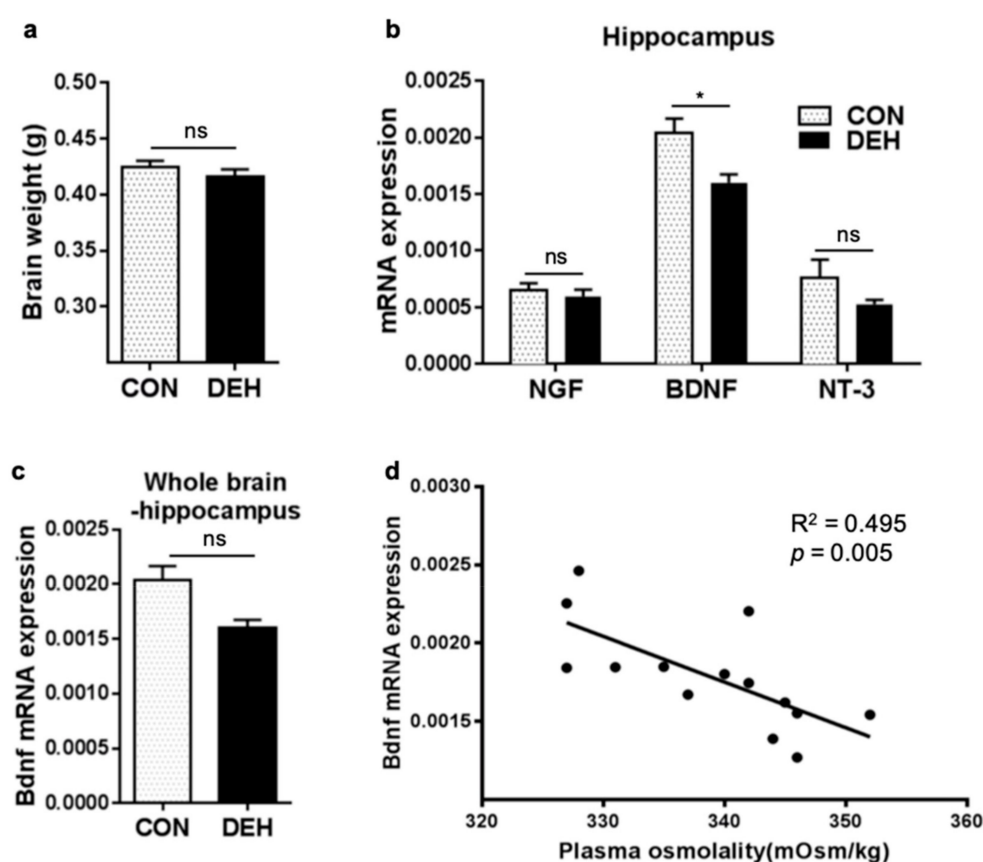 a
Brain weight (g)
0.50
0.45
0.40
0.35
0.30
ns
CON DEH
b
Hippocampus
mRNA expression
0.0025
0.0020
0.0015
0.0010
0.0005
0.0000
ns
*
ns
CON
DEH
NGF BDNF NT-3
c
Whole brain
-hippocampus
Bdnf mRNA expression
0.0025
0.0020
0.0015
0.0010
0.0005
0.0000
ns
CON DEH
d
Bdnf mRNA expression
0.0030
0.0025
0.0020
0.0015
R² = 0.495
p = 0.005
320 330 340 350 360
Plasma osmolality(mOsm/kg)